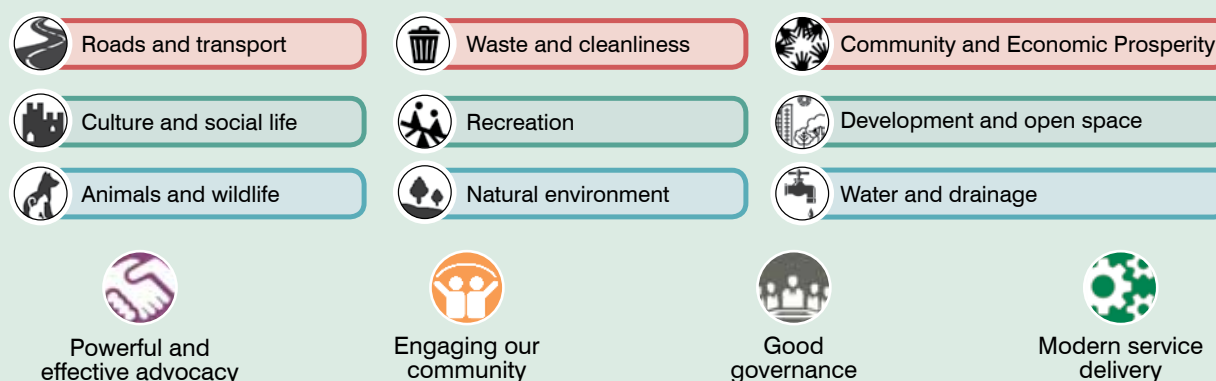 Roads and transport
Waste and cleanliness
Community and Economic Prosperity
Culture and social life
Recreation
Development and open space
Animals and wildlife
Natural environment
Water and drainage
Powerful and
effective advocacy
Engaging our
community
Good
governance
Modern service
delivery